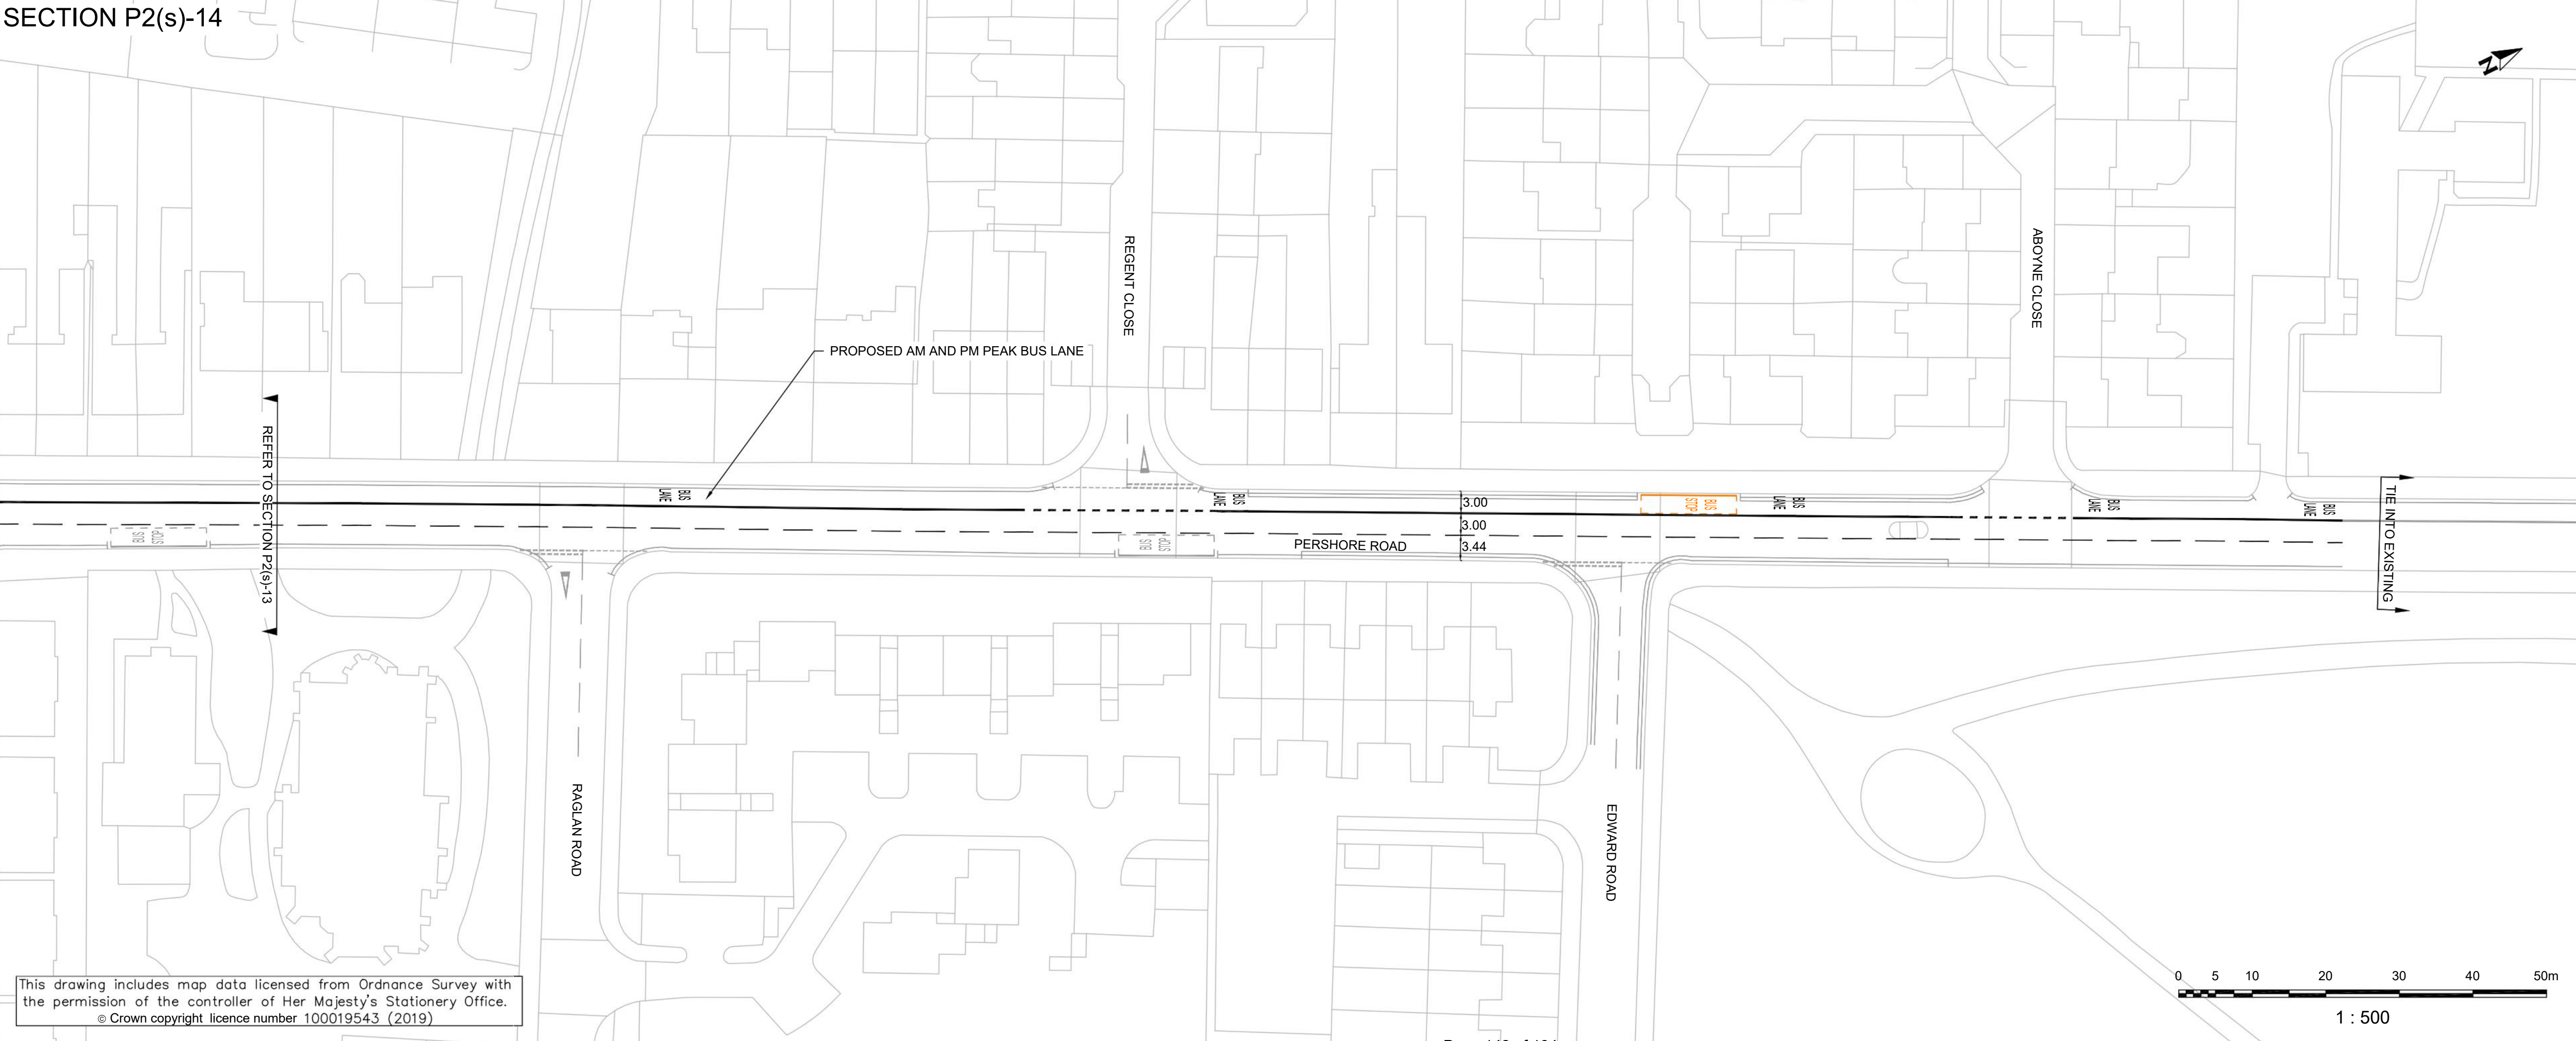 SECTION P2(s)-14
N
REGENT CLOSE
ABOYNE CLOSE
PROPOSED AM AND PM PEAK BUS LANE
REFER TO SECTION P2(s)-13
BUS
LANE
BUS
LANE
BUS
STOP
BUS
LANE
BUS
LANE
BUS
LANE
TIE INTO EXISTING
3.00
3.00
3.44
BUS
STOP
BUS
STOP
PERSHORE ROAD
RAGLAN ROAD
EDWARD ROAD
This drawing includes map data licensed from Ordnance Survey with
the permission of the controller of Her Majesty's Stationery Office.
© Crown copyright licence number 100019543 (2019)
0 5 10 20 30 40 50m
1 : 500